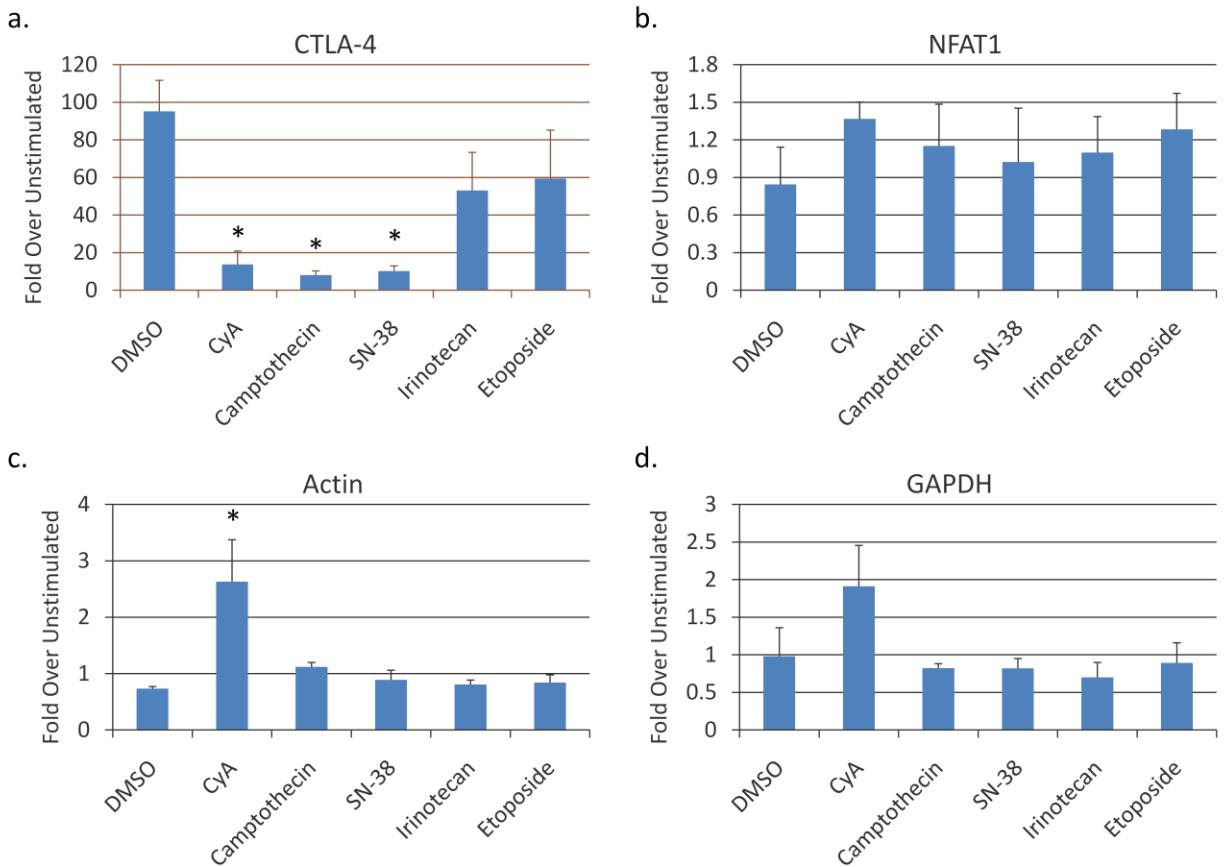 a.
CTLA-4
Fold Over Unstimulated
120
100
80
60
40
20
0
*
*
*
DMSO
CyA
Camptothecin
SN-38
Irinotecan
Etoposide
b.
NFAT1
Fold Over Unstimulated
1.8
1.5
1.2
0.9
0.6
0.3
0
DMSO
CyA
Camptothecin
SN-38
Irinotecan
Etoposide
c.
Actin
Fold Over Unstimulated
4
3
2
1
0
*
DMSO
CyA
Camptothecin
SN-38
Irinotecan
Etoposide
d.
GAPDH
Fold Over Unstimulated
3
2.5
2
1.5
1
0.5
0
DMSO
CyA
Camptothecin
SN-38
Irinotecan
Etoposide